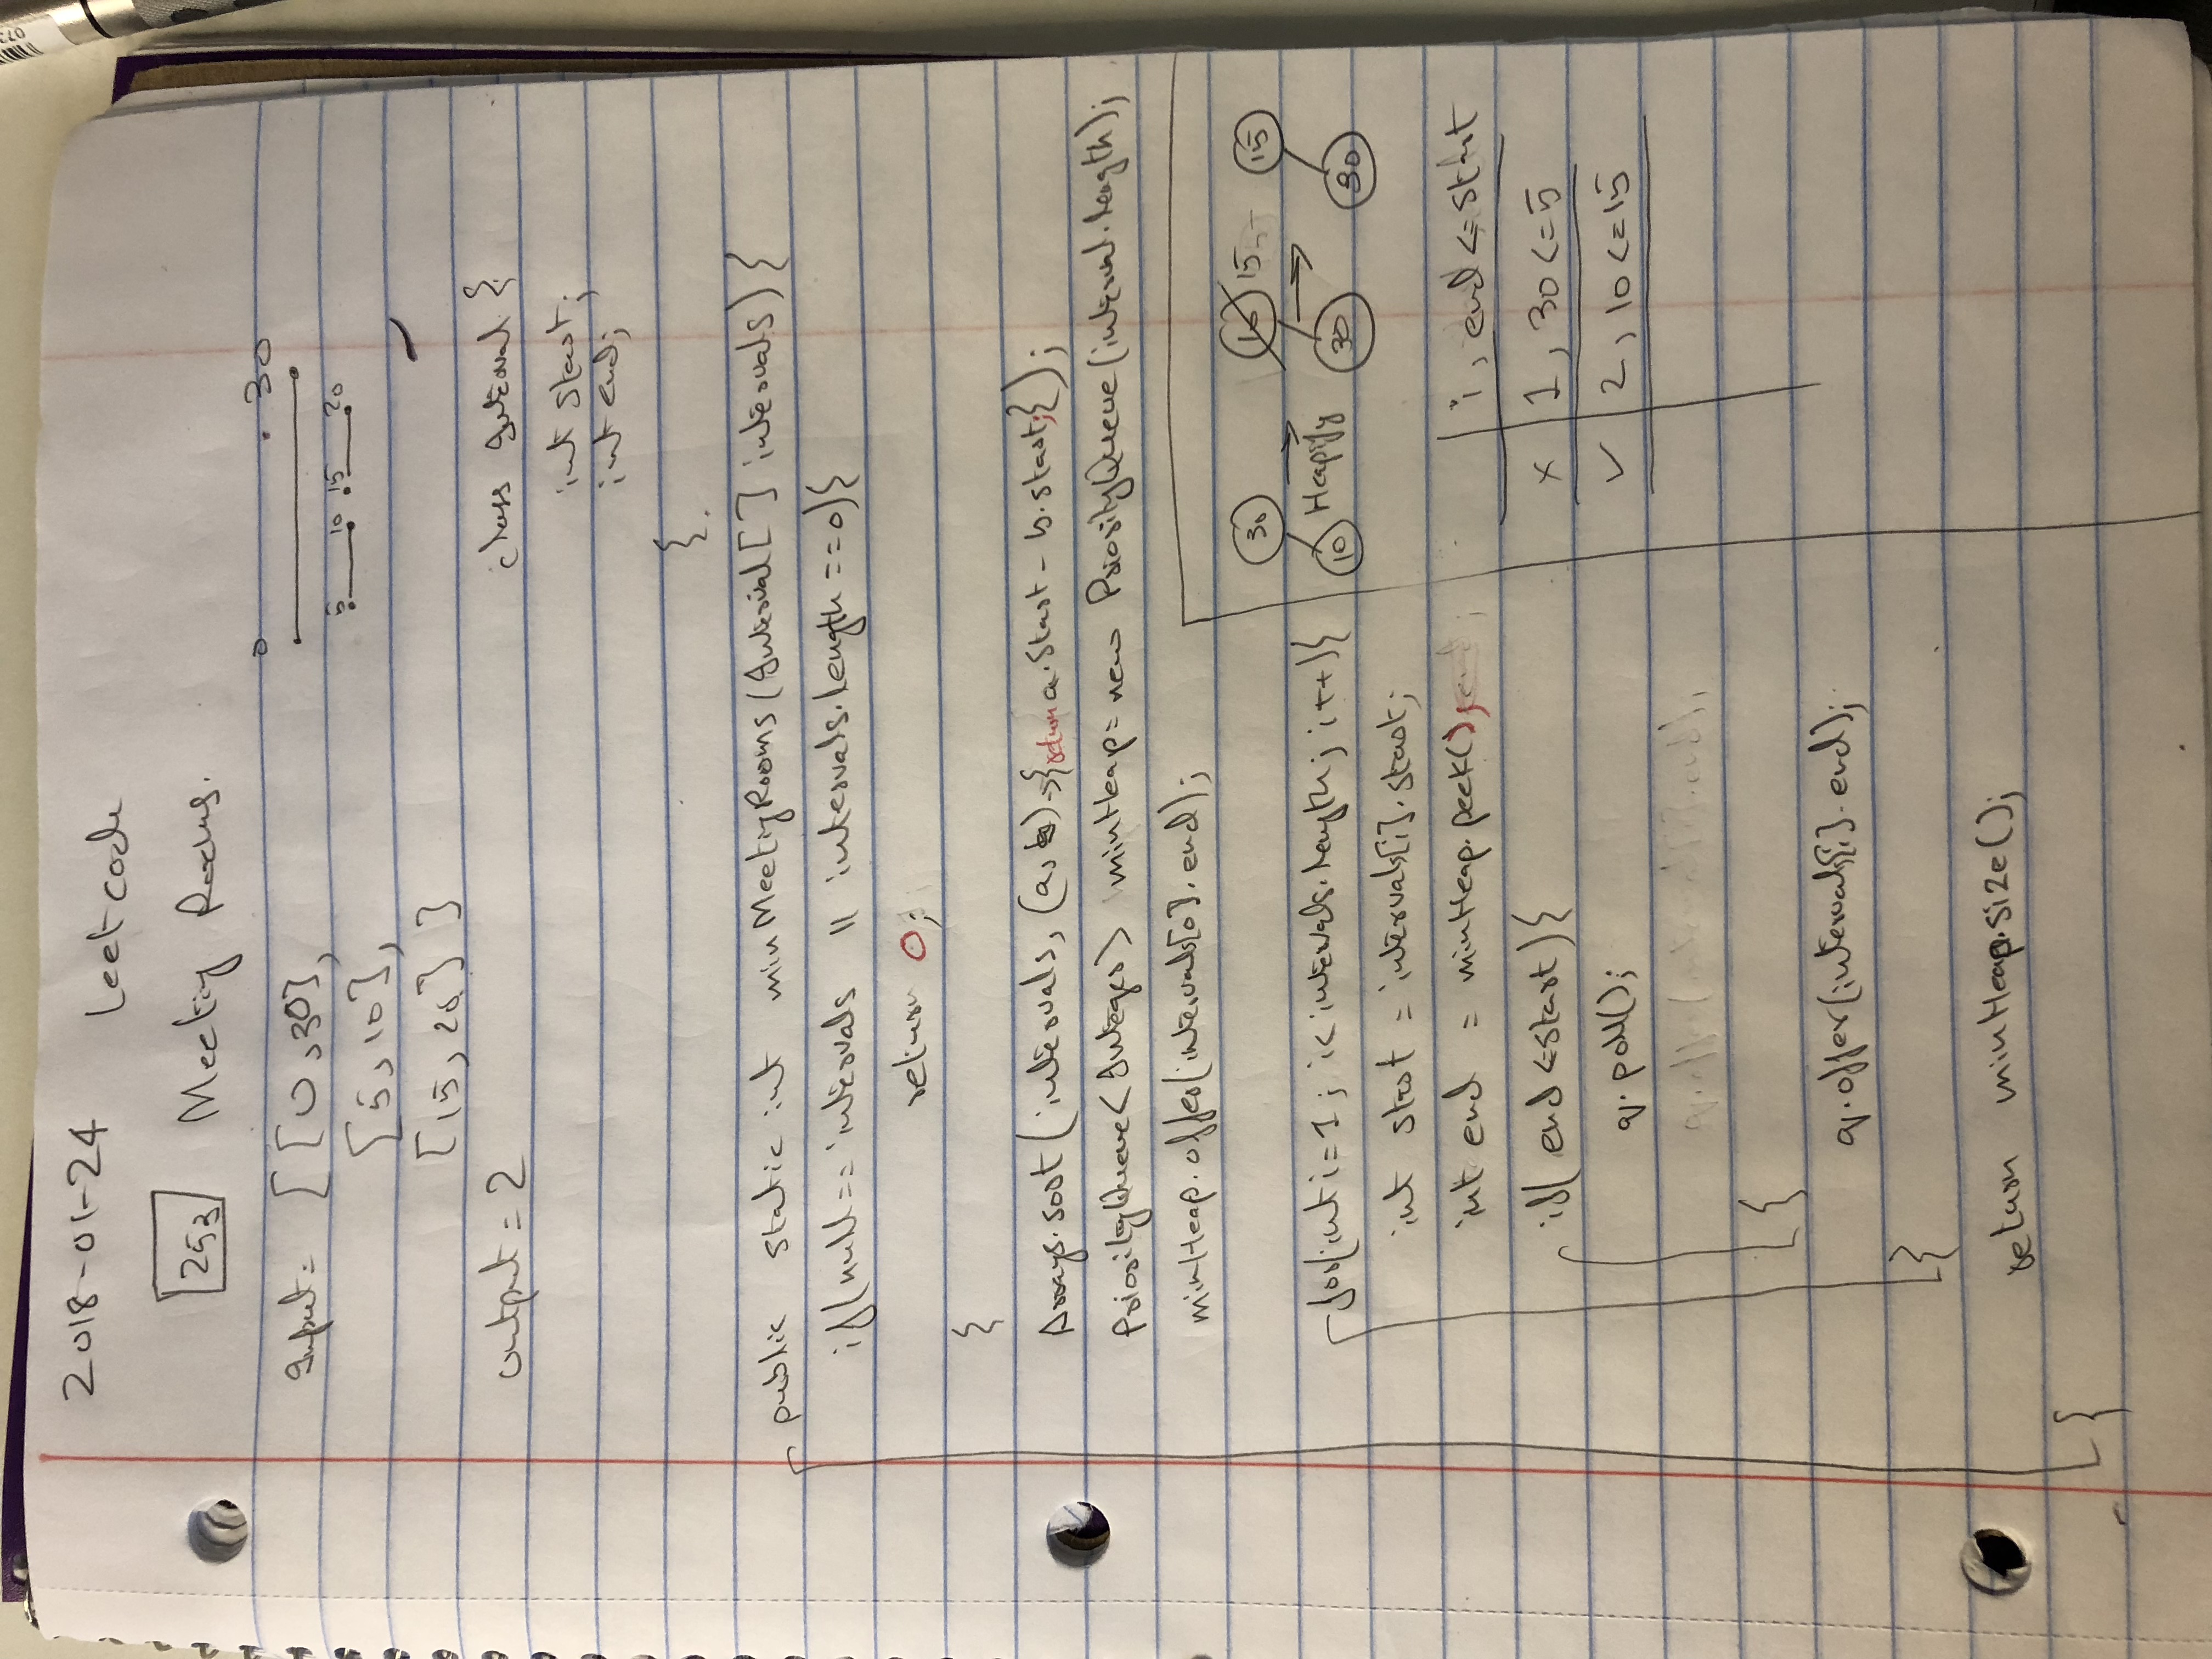 2018-01-24
Leetcode
253 Meeting Rooms.
Input = [ [0,30],
[5,10],
[15,20] ]
output = 2
0 30
5 10 15 20
class Interval {
int start;
int end;
}
public static int minMeetingRooms(Interval[ ] intervals) {
if(null== intervals || intervals.length ==0){
return 0;
}
Arrays.sort(intervals, (a,b)->{return a.start - b.start;});
PriorityQueue<Integer> minHeap = new PriorityQueue(interval.length);
minHeap.offer(intervals[0].end);
for(int i=1; i<intervals.length; i++){
int start = intervals[i].start;
int end = minHeap.peek();
if( end <=start){
q.poll();
}
q.offer(intervals[i].end);
}
return minHeap.size();
}
30 10 15 15
10 Heapify 30 30
i, end <= start
x 1, 30 <= 5
✓ 2, 10 <= 15